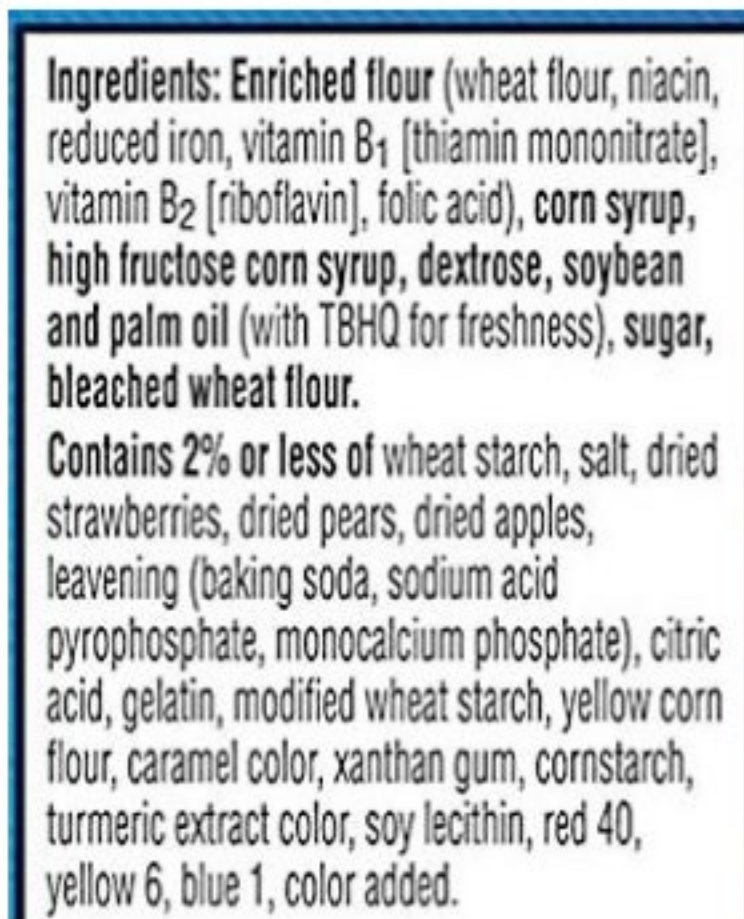 Ingredients: Enriched flour (wheat flour, niacin,
reduced iron, vitamin B1 [thiamin mononitrate],
vitamin B2 [riboflavin], folic acid), corn syrup,
high fructose corn syrup, dextrose, soybean
and palm oil (with TBHQ for freshness), sugar,
bleached wheat flour.
Contains 2% or less of wheat starch, salt, dried
strawberries, dried pears, dried apples,
leavening (baking soda, sodium acid
pyrophosphate, monocalcium phosphate), citric
acid, gelatin, modified wheat starch, yellow corn
flour, caramel color, xanthan gum, cornstarch,
turmeric extract color, soy lecithin, red 40,
yellow 6, blue 1, color added.